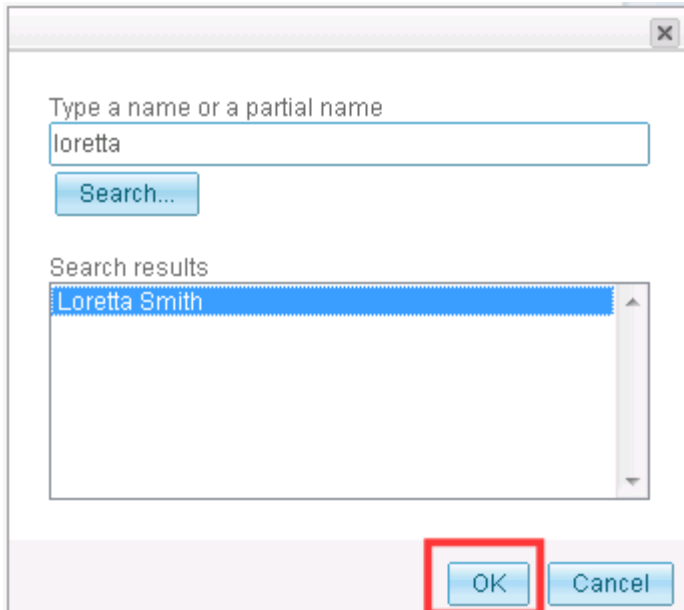 Type a name or a partial name
loretta
Search...
Search results
Loretta Smith
OK Cancel